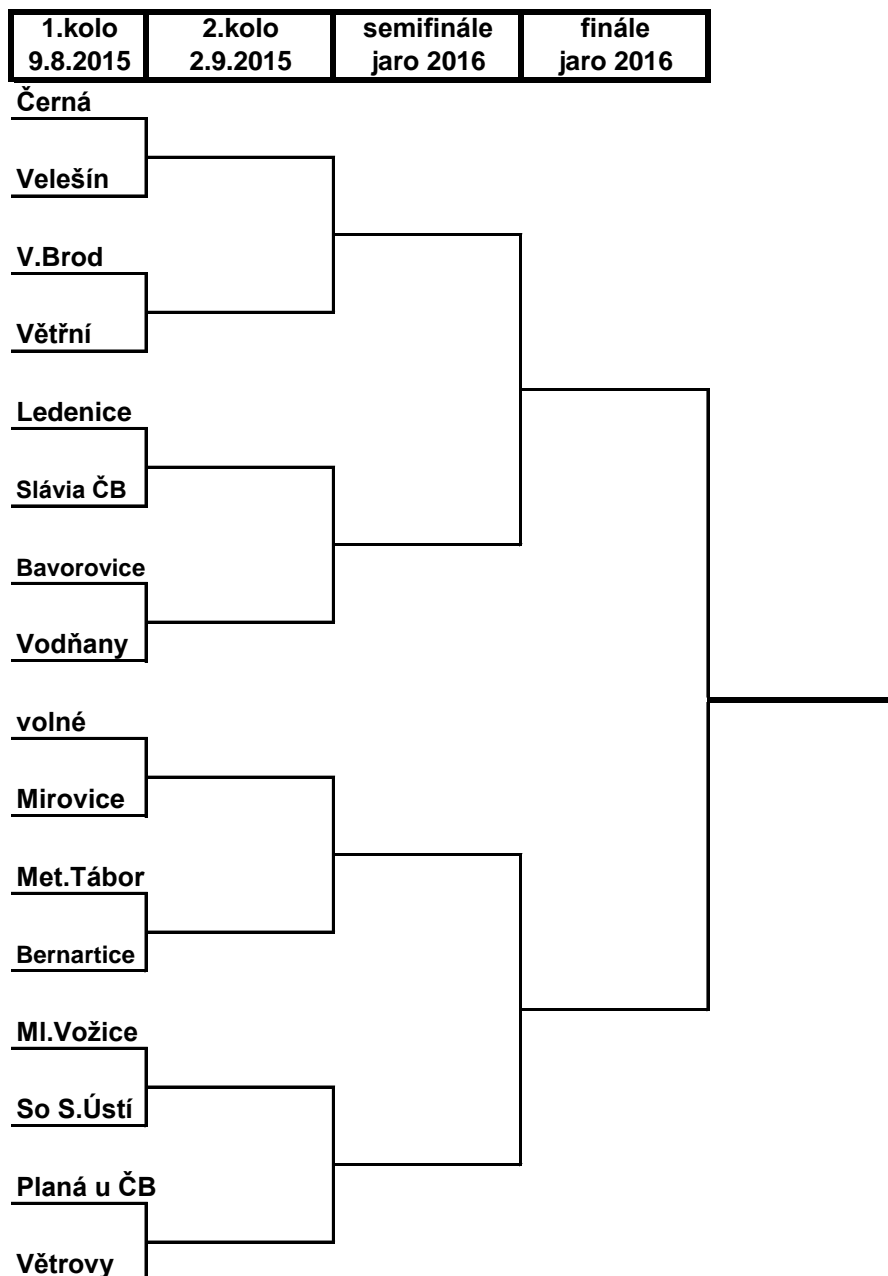 1.kolo 2.kolo semifinále finále
9.8.2015 2.9.2015 jaro 2016 jaro 2016
Černá
Velešín
V.Brod
Větřní
Ledenice
Slávia ČB
Bavorovice
Vodňany
volné
Mirovice
Met.Tábor
Bernartice
Ml.Vožice
So S.Ústí
Planá u ČB
Větrovy